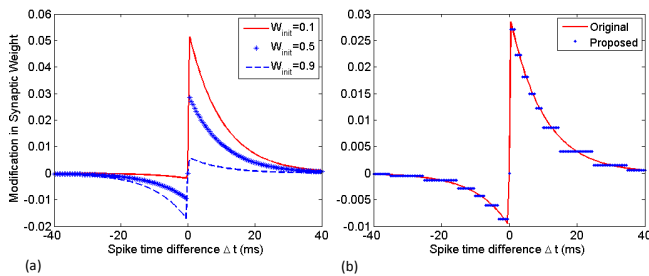 0.06
0.05
0.04
0.03
0.02
0.01
0
-0.01
-0.02
-40 -20 0 20 40
Modification in Synaptic Weight
Spike time difference Δ t (ms)
W_init=0.1
W_init=0.5
W_init=0.9
(a)
0.03
0.025
0.02
0.015
0.01
0.005
0
-0.005
-0.01
-40 -20 0 20 40
Spike time difference Δ t (ms)
Original
Proposed
(b)